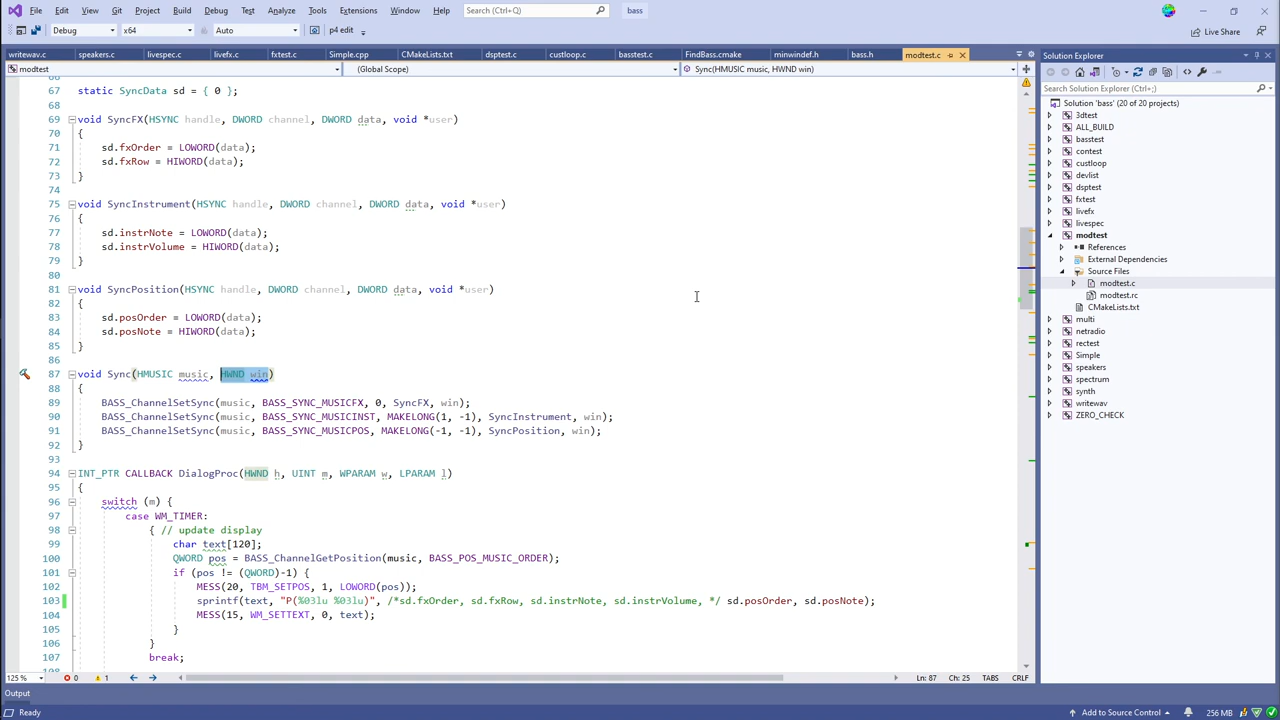 File Edit View Git Project Build Debug Test Analyze Tools Extensions Window Help Search (Ctrl+Q) bass
Debug x64 Auto p4 edit Live Share
writewav.c speakers.c livespec.c livefx.c fxtest.c Simple.cpp CMakeLists.txt dsptest.c custloop.c basstest.c FindBass.cmake minwindef.h bass.h modtest.c
modtest (Global Scope) Sync(HMUSIC music, HWND win)
66
67 static SyncData sd = { 0 };
68
69 void SyncFX(HSYNC handle, DWORD channel, DWORD data, void *user)
70 {
71 sd.fxOrder = LOWORD(data);
72 sd.fxRow = HIWORD(data);
73 }
74
75 void SyncInstrument(HSYNC handle, DWORD channel, DWORD data, void *user)
76 {
77 sd.instrNote = LOWORD(data);
78 sd.instrVolume = HIWORD(data);
79 }
80
81 void SyncPosition(HSYNC handle, DWORD channel, DWORD data, void *user)
82 {
83 sd.posOrder = LOWORD(data);
84 sd.posNote = HIWORD(data);
85 }
86
87 void Sync(HMUSIC music, HWND win)
88 {
89 BASS_ChannelSetSync(music, BASS_SYNC_MUSICFX, 0, SyncFX, win);
90 BASS_ChannelSetSync(music, BASS_SYNC_MUSICINST, MAKELONG(1, -1), SyncInstrument, win);
91 BASS_ChannelSetSync(music, BASS_SYNC_MUSICPOS, MAKELONG(-1, -1), SyncPosition, win);
92 }
93
94 INT_PTR CALLBACK DialogProc(HWND h, UINT m, WPARAM w, LPARAM l)
95 {
96 switch (m) {
97 case WM_TIMER:
98 { // update display
99 char text[120];
100 QWORD pos = BASS_ChannelGetPosition(music, BASS_POS_MUSIC_ORDER);
101 if (pos != (QWORD)-1) {
102 MESS(20, TBM_SETPOS, 1, LOWORD(pos));
103 sprintf(text, "P(%03lu %03lu)", /*sd.fxOrder, sd.fxRow, sd.instrNote, sd.instrVolume, */ sd.posOrder, sd.posNote);
104 MESS(15, WM_SETTEXT, 0, text);
105 }
106 }
107 break;
125 % 0 1 Ln: 87 Ch: 25 TABS CRLF
Output
Ready Add to Source Control 256 MB
Solution Explorer
Search Solution Explorer (Ctrl+;)
Solution 'bass' (20 of 20 projects)
3dtest
ALL_BUILD
basstest
contest
custloop
devlist
dsptest
fxtest
livefx
livespec
modtest
References
External Dependencies
Source Files
modtest.c
modtest.rc
CMakeLists.txt
multi
netradio
rectest
Simple
speakers
spectrum
synth
writewav
ZERO_CHECK